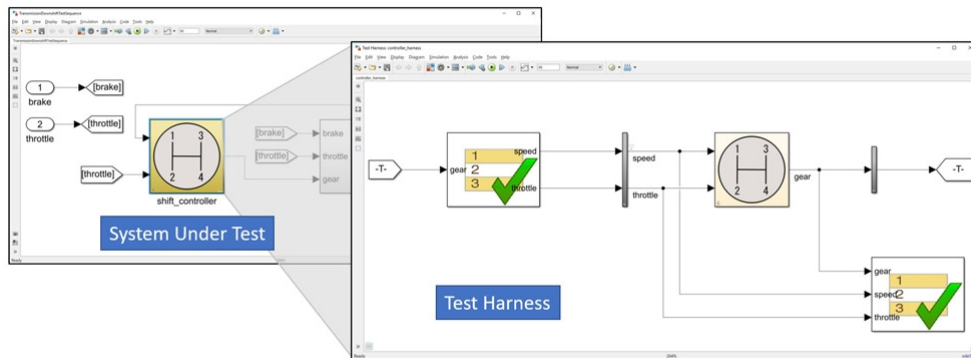 TransmissionDownshiftTestSequence
File Edit View Display Diagram Simulation Analysis Code Tools Help
Normal
TransmissionDownshiftTestSequence
1
brake
[brake]
2
throttle
[throttle]
[throttle]
1 3
2 4
shift_controller
[brake]
[throttle]
brake
throttle
gear
System Under Test
Ready
Test Harness: controller_harness
File Edit View Display Diagram Simulation Analysis Code Tools Help
Normal
controller_harness
-T-
gear
1
2
3
speed
throttle
speed
throttle
1 3
2 4
gear
-T-
gear
speed
throttle
1
2
3
Test Harness
Ready